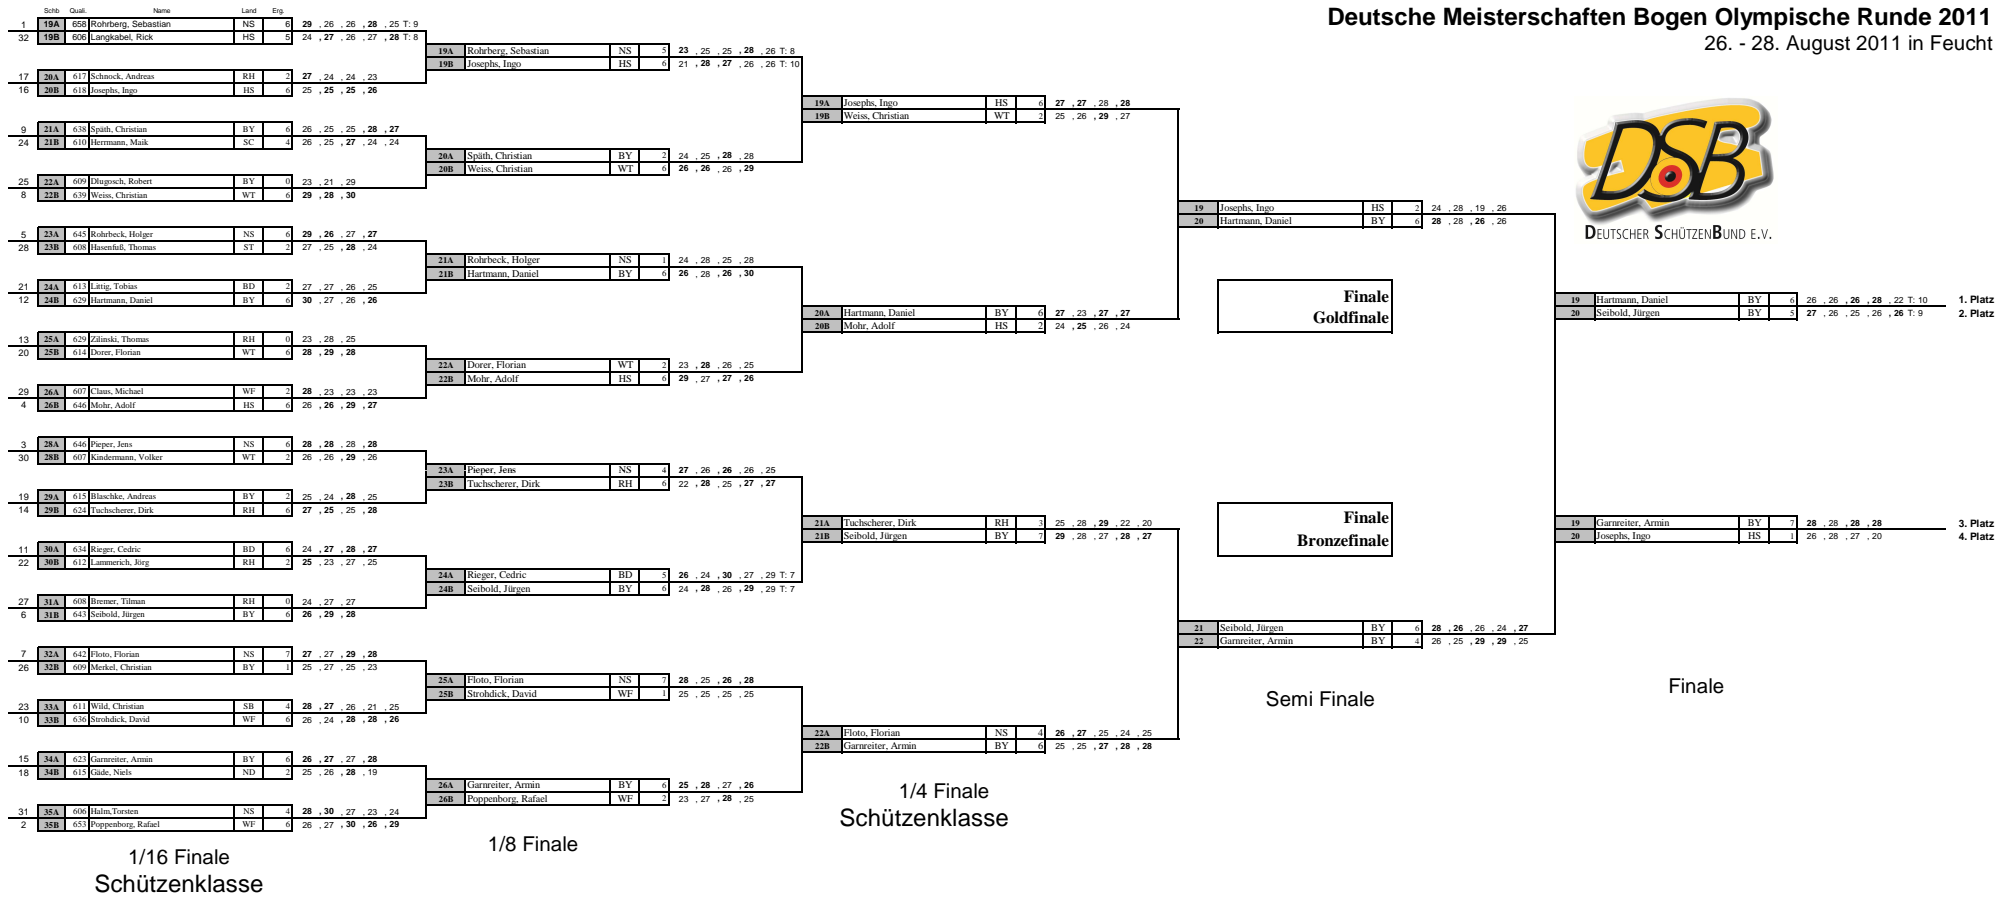 Deutsche Meisterschaften Bogen Olympische Runde 2011
26. - 28. August 2011 in Feucht
Schb Quali. Name Land Erg.
1 19A 658 Rohrberg, Sebastian NS 6 29 , 26 , 26 , 28 , 25 T: 9
32 19B 606 Langkabel, Rick HS 5 24 , 27 , 26 , 27 , 28 T: 8
17 20A 617 Schnock, Andreas RH 2 27 , 24 , 24 , 23
16 20B 618 Josephs, Ingo HS 6 25 , 25 , 25 , 26
9 21A 638 Späth, Christian BY 6 26 , 25 , 25 , 28 , 27
24 21B 610 Herrmann, Maik SC 4 26 , 25 , 27 , 24 , 24
25 22A 609 Dlugosch, Robert BY 0 23 , 21 , 29
8 22B 639 Weiss, Christian WT 6 29 , 28 , 30
5 23A 645 Rohrbeck, Holger NS 6 29 , 26 , 27 , 27
28 23B 608 Hasenfuß, Thomas ST 2 27 , 25 , 28 , 24
21 24A 613 Littig, Tobias BD 2 27 , 27 , 26 , 25
12 24B 629 Hartmann, Daniel BY 6 30 , 27 , 26 , 26
13 25A 629 Zilinski, Thomas RH 0 23 , 28 , 25
20 25B 614 Dorer, Florian WT 6 28 , 29 , 28
29 26A 607 Claus, Michael WF 2 28 , 23 , 23 , 23
4 26B 646 Mohr, Adolf HS 6 26 , 26 , 29 , 27
3 28A 646 Pieper, Jens NS 6 28 , 28 , 28 , 28
30 28B 607 Kindermann, Volker WT 2 26 , 26 , 29 , 26
19 29A 615 Blaschke, Andreas BY 2 25 , 24 , 28 , 25
14 29B 624 Tuchscherer, Dirk RH 6 27 , 25 , 25 , 28
11 30A 634 Rieger, Cedric BD 6 24 , 27 , 28 , 27
22 30B 612 Lammerich, Jörg RH 2 25 , 23 , 27 , 25
27 31A 608 Bremer, Tilman RH 0 24 , 27 , 27
6 31B 643 Seibold, Jürgen BY 6 26 , 29 , 28
7 32A 642 Floto, Florian NS 7 27 , 27 , 29 , 28
26 32B 609 Merkel, Christian BY 1 25 , 27 , 25 , 23
23 33A 611 Wild, Christian SB 4 28 , 27 , 26 , 21 , 25
10 33B 636 Strohdick, David WF 6 26 , 24 , 28 , 28 , 26
15 34A 623 Garnreiter, Armin BY 6 26 , 27 , 27 , 28
18 34B 615 Gäde, Niels ND 2 25 , 26 , 28 , 19
31 35A 606 Halm,Torsten NS 4 28 , 30 , 27 , 23 , 24
2 35B 653 Poppenborg, Rafael WF 6 26 , 27 , 30 , 26 , 29
1/16 Finale
Schützenklasse
19A Rohrberg, Sebastian NS 5 23 , 25 , 25 , 28 , 26 T: 8
19B Josephs, Ingo HS 6 21 , 28 , 27 , 26 , 26 T: 10
20A Späth, Christian BY 2 24 , 25 , 28 , 28
20B Weiss, Christian WT 6 26 , 26 , 26 , 29
21A Rohrbeck, Holger NS 1 24 , 28 , 25 , 28
21B Hartmann, Daniel BY 6 26 , 28 , 26 , 30
22A Dorer, Florian WT 2 23 , 28 , 26 , 25
22B Mohr, Adolf HS 6 29 , 27 , 27 , 26
23A Pieper, Jens NS 4 27 , 26 , 26 , 26 , 25
23B Tuchscherer, Dirk RH 6 22 , 28 , 25 , 27 , 27
24A Rieger, Cedric BD 5 26 , 24 , 30 , 27 , 29 T: 7
24B Seibold, Jürgen BY 6 24 , 28 , 26 , 29 , 29 T: 7
25A Floto, Florian NS 7 28 , 25 , 26 , 28
25B Strohdick, David WF 1 25 , 25 , 25 , 25
26A Garnreiter, Armin BY 6 25 , 28 , 27 , 26
26B Poppenborg, Rafael WF 2 23 , 27 , 28 , 25
1/8 Finale
19A Josephs, Ingo HS 6 27 , 27 , 28 , 28
19B Weiss, Christian WT 2 25 , 26 , 29 , 27
20A Hartmann, Daniel BY 6 27 , 23 , 27 , 27
20B Mohr, Adolf HS 2 24 , 25 , 26 , 24
21A Tuchscherer, Dirk RH 3 25 , 28 , 29 , 22 , 20
21B Seibold, Jürgen BY 7 29 , 28 , 27 , 28 , 27
22A Floto, Florian NS 4 26 , 27 , 25 , 24 , 25
22B Garnreiter, Armin BY 6 25 , 25 , 27 , 28 , 28
1/4 Finale
Schützenklasse
19 Josephs, Ingo HS 2 24 , 28 , 19 , 26
20 Hartmann, Daniel BY 6 28 , 28 , 26 , 26
21 Seibold, Jürgen BY 6 28 , 26 , 26 , 24 , 27
22 Garnreiter, Armin BY 4 26 , 25 , 29 , 29 , 25
Semi Finale
DSB
DEUTSCHER SCHÜTZENBUND E.V.
Finale
Goldfinale
19 Hartmann, Daniel BY 6 26 , 26 , 26 , 28 , 22 T: 10 1. Platz
20 Seibold, Jürgen BY 5 27 , 26 , 25 , 26 , 26 T: 9 2. Platz
Finale
Bronzefinale
19 Garnreiter, Armin BY 7 28 , 28 , 28 , 28 3. Platz
20 Josephs, Ingo HS 1 26 , 28 , 27 , 20 4. Platz
Finale